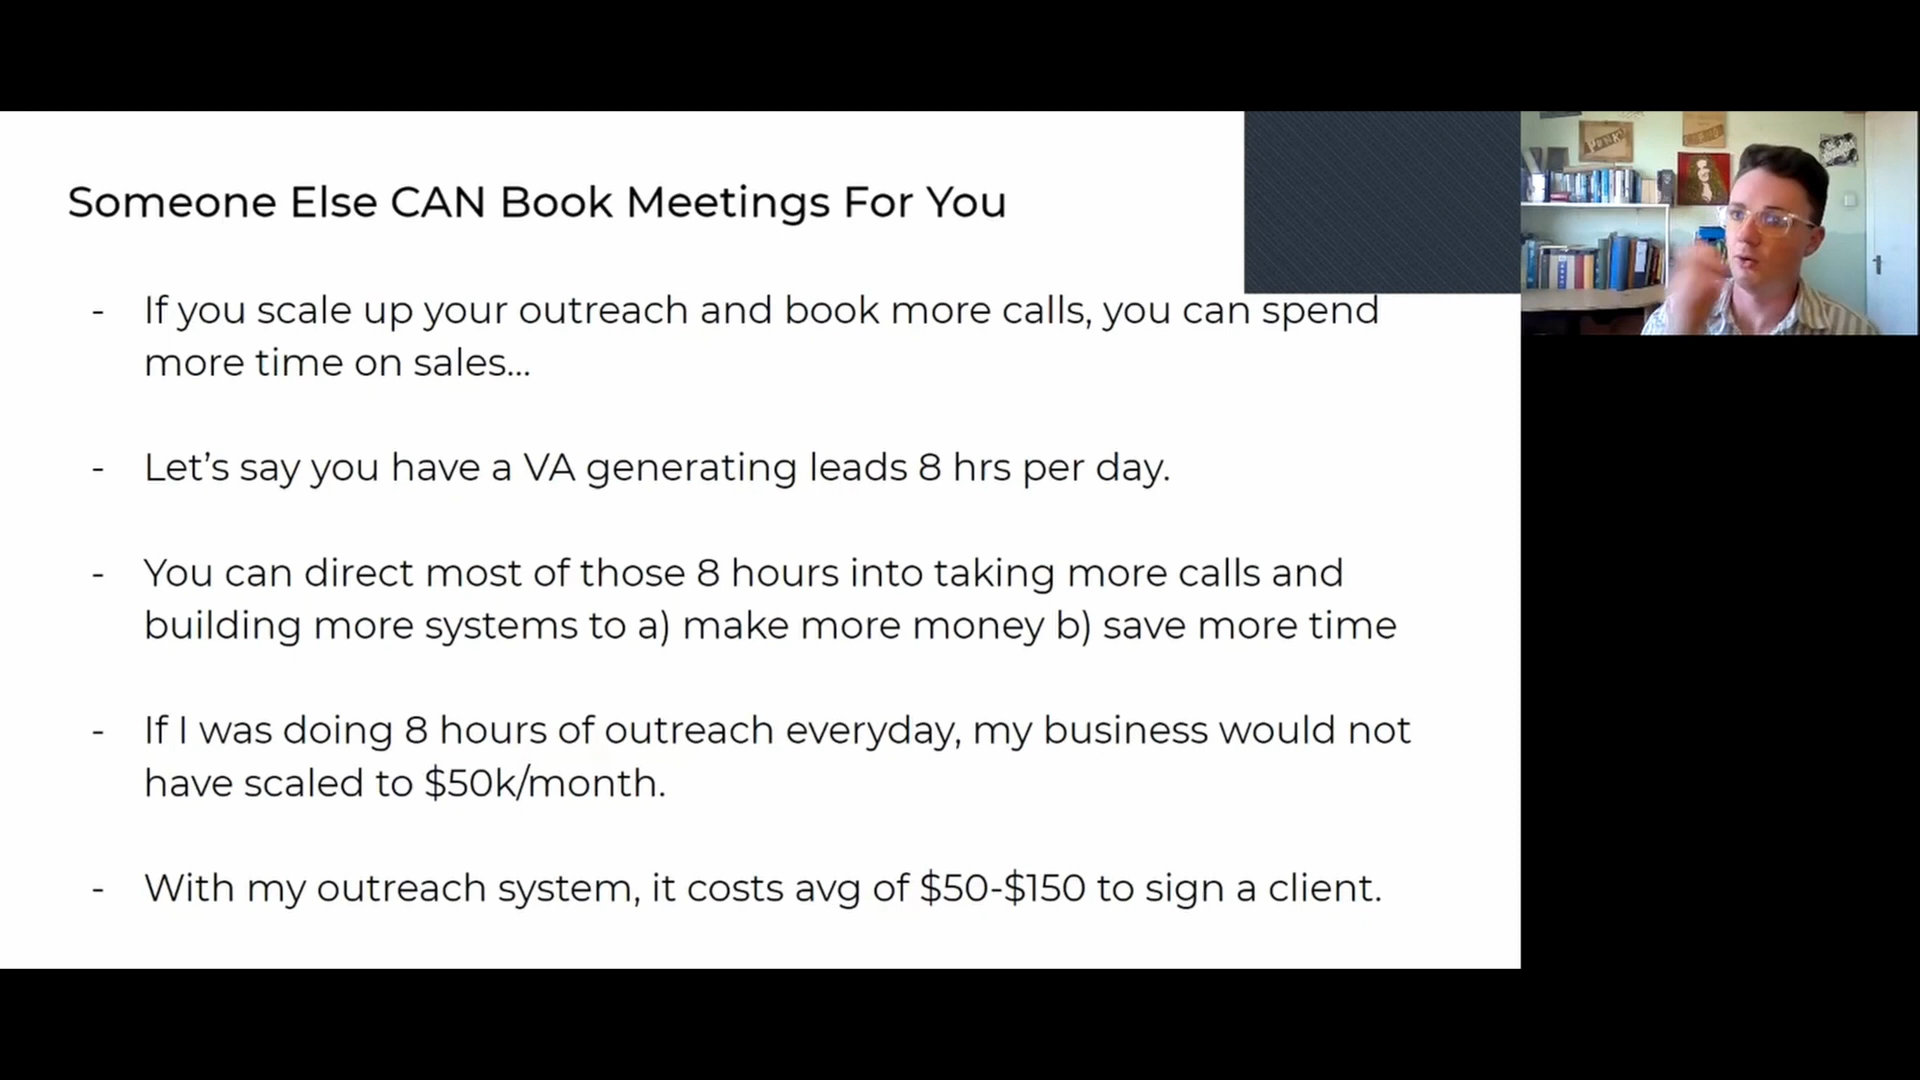 Someone Else CAN Book Meetings For You
- If you scale up your outreach and book more calls, you can spend
more time on sales...
- Let's say you have a VA generating leads 8 hrs per day.
- You can direct most of those 8 hours into taking more calls and
building more systems to a) make more money b) save more time
- If I was doing 8 hours of outreach everyday, my business would not
have scaled to $50k/month.
- With my outreach system, it costs avg of $50-$150 to sign a client.
PUNK